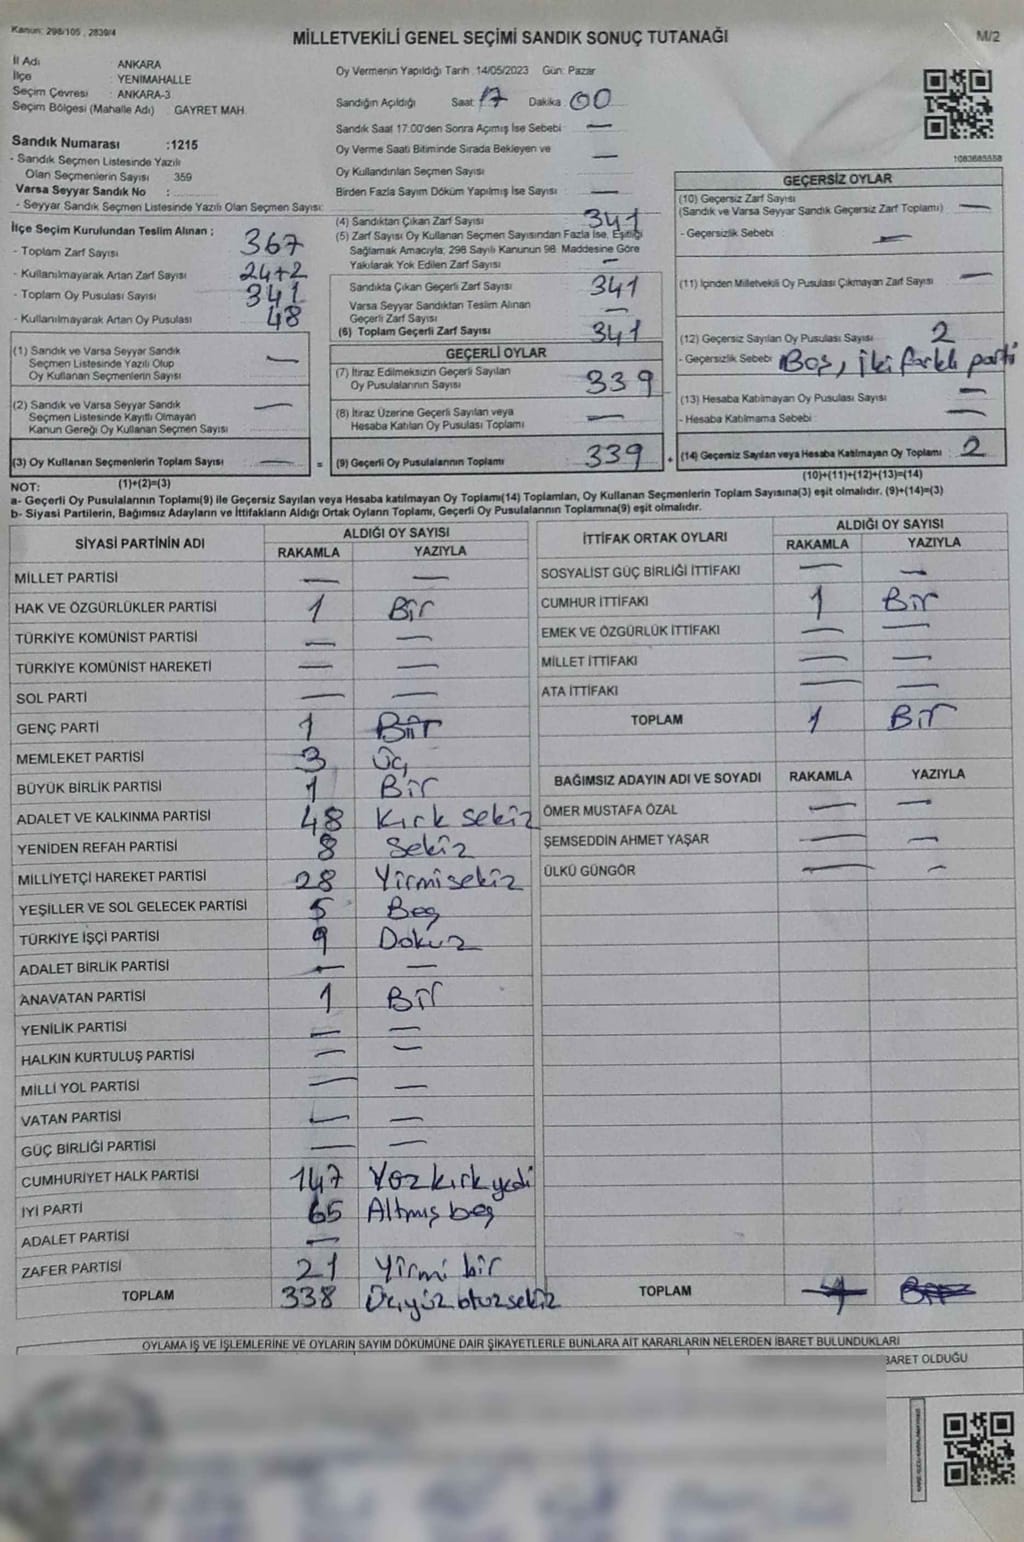 Kanun: 298/105 , 2839/4
MİLLETVEKİLİ GENEL SEÇİMİ SANDIK SONUÇ TUTANAĞI
M/2
İl Adı ANKARA
İlçe : YENİMAHALLE
Seçim Çevresi : ANKARA-3
Seçim Bölgesi (Mahalle Adı) GAYRET MAH.
Sandık Numarası :1215
- Sandık Seçmen Listesinde Yazılı
Olan Seçmenlerin Sayısı 359
Varsa Seyyar Sandık No :
- Seyyar Sandık Seçmen Listesinde Yazılı Olan Seçmen Sayısı:
Oy Vermenin Yapıldığı Tarih :14/05/2023 Gün: Pazar
Sandığın Açıldığı Saat 17 Dakika 00
Sandık Saat 17:00'den Sonra Açımış İse Sebebi —
Oy Verme Saati Bitiminde Sırada Bekleyen ve
Oy Kullandırılan Seçmen Sayısı —
Birden Fazla Sayım Döküm Yapılmış İse Sayısı —
1083685558
İlçe Seçim Kurulundan Teslim Alınan ;
- Toplam Zarf Sayısı 367
- Kullanılmayarak Artan Zarf Sayısı 24+2
- Toplam Oy Pusulası Sayısı 341
- Kullanılmayarak Artan Oy Pusulası 48
(1) Sandık ve Varsa Seyyar Sandık
Seçmen Listesinde Yazılı Olup
Oy Kullanan Seçmenlerin Sayısı —
(2) Sandık ve Varsa Seyyar Sandık
Seçmen Listesinde Kayıtlı Olmayan
Kanun Gereği Oy Kullanan Seçmen Sayısı —
(3) Oy Kullanan Seçmenlerin Toplam Sayısı — =
(1)+(2)=(3)
(4) Sandıktan Çıkan Zarf Sayısı 341
(5) Zarf Sayısı Oy Kullanan Seçmen Sayısından Fazla İse, Eşitliği
Sağlamak Amacıyla; 298 Sayılı Kanunun 98. Maddesine Göre
Yakılarak Yok Edilen Zarf Sayısı —
Sandıkta Çıkan Geçerli Zarf Sayısı 341
Varsa Seyyar Sandıktan Teslim Alınan
Geçerli Zarf Sayısı —
(6) Toplam Geçerli Zarf Sayısı 341
GEÇERLİ OYLAR
(7) İtiraz Edilmeksizin Geçerli Sayılan
Oy Pusulalarının Sayısı 339
(8) İtiraz Üzerine Geçerli Sayılan veya
Hesaba Katılan Oy Pusulası Toplamı —
(9) Geçerli Oy Pusulalarının Toplamı 339 +
GEÇERSİZ OYLAR
(10) Geçersiz Zarf Sayısı
(Sandık ve Varsa Seyyar Sandık Geçersiz Zarf Toplamı) —
- Geçersizlik Sebebi —
(11) İçinden Milletvekili Oy Pusulası Çıkmayan Zarf Sayısı —
(12) Geçersiz Sayılan Oy Pusulası Sayısı 2
- Geçersizlik Sebebi Boş, iki farklı parti
(13) Hesaba Katılmayan Oy Pusulası Sayısı —
- Hesaba Katılmama Sebebi —
(14) Geçersiz Sayılan veya Hesaba Katılmayan Oy Toplamı 2
(10)+(11)+(12)+(13)=(14)
NOT:
a- Geçerli Oy Pusulalarının Toplamı(9) ile Geçersiz Sayılan veya Hesaba katılmayan Oy Toplamı(14) Toplamları, Oy Kullanan Seçmenlerin Toplam Sayısına(3) eşit olmalıdır. (9)+(14)=(3)
b- Siyasi Partilerin, Bağımsız Adayların ve İttifakların Aldığı Ortak Oyların Toplamı, Geçerli Oy Pusulalarının Toplamına(9) eşit olmalıdır.
SİYASİ PARTİNİN ADI ALDIĞI OY SAYISI
RAKAMLA YAZIYLA
MİLLET PARTİSİ — —
HAK VE ÖZGÜRLÜKLER PARTİSİ 1 Bir
TÜRKİYE KOMÜNİST PARTİSİ — —
TÜRKİYE KOMÜNİST HAREKETİ — —
SOL PARTİ — —
GENÇ PARTİ 1 Bir
MEMLEKET PARTİSİ 3 Üç
BÜYÜK BİRLİK PARTİSİ 1 Bir
ADALET VE KALKINMA PARTİSİ 48 Kırk sekiz
YENİDEN REFAH PARTİSİ 8 Sekiz
MİLLİYETÇİ HAREKET PARTİSİ 28 Yirmisekiz
YEŞİLLER VE SOL GELECEK PARTİSİ 5 Beş
TÜRKİYE İŞÇİ PARTİSİ 9 Dokuz
ADALET BİRLİK PARTİSİ — —
ANAVATAN PARTİSİ 1 Bir
YENİLİK PARTİSİ — —
HALKIN KURTULUŞ PARTİSİ — —
MİLLİ YOL PARTİSİ — —
VATAN PARTİSİ — —
GÜÇ BİRLİĞİ PARTİSİ — —
CUMHURİYET HALK PARTİSİ 147 Yüz kırk yedi
İYİ PARTİ 65 Altmış beş
ADALET PARTİSİ —
ZAFER PARTİSİ 21 Yirmi bir
TOPLAM 338 Üçyüz otuz sekiz
İTTİFAK ORTAK OYLARI ALDIĞI OY SAYISI
RAKAMLA YAZIYLA
SOSYALİST GÜÇ BİRLİĞİ İTTİFAKI — —
CUMHUR İTTİFAKI 1 Bir
EMEK VE ÖZGÜRLÜK İTTİFAKI — —
MİLLET İTTİFAKI — —
ATA İTTİFAKI — —
TOPLAM 1 Bir
BAĞIMSIZ ADAYIN ADI VE SOYADI RAKAMLA YAZIYLA
ÖMER MUSTAFA ÖZAL — —
ŞEMSEDDİN AHMET YAŞAR — —
ÜLKÜ GÜNGÖR — —
TOPLAM 1 Bir
OYLAMA İŞ VE İŞLEMLERİNE VE OYLARIN SAYIM DÖKÜMÜNE DAİR ŞİKAYETLERLE BUNLARA AİT KARARLARIN NELERDEN İBARET BULUNDUKLARI
BARET OLDUĞU